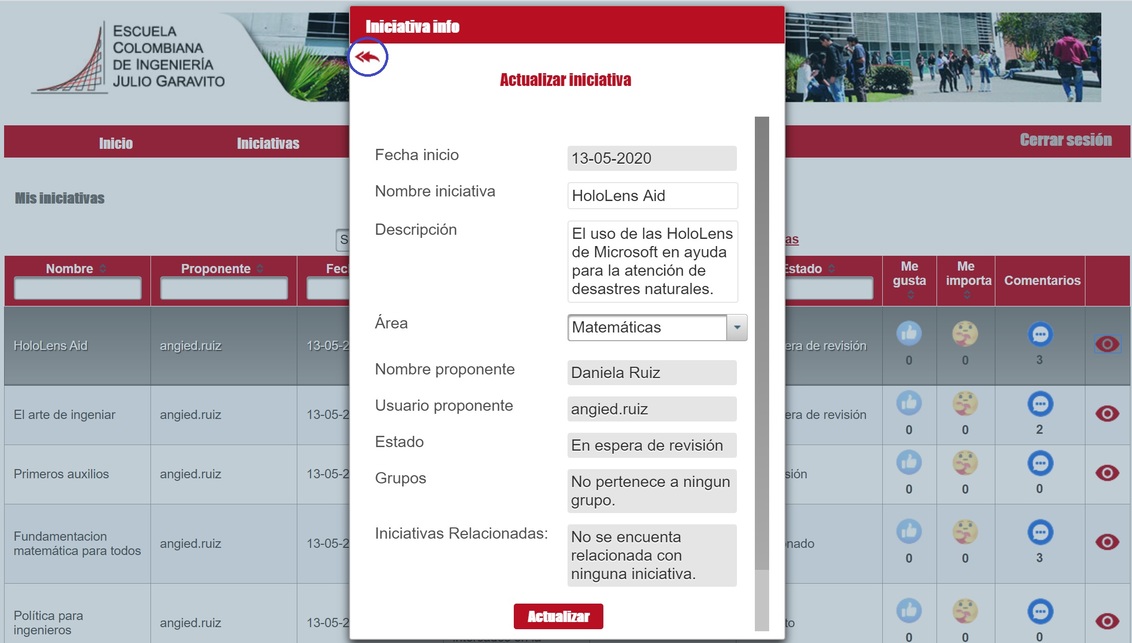 ESCUELA
COLOMBIANA
DE INGENIERÍA
JULIO GARAVITO
Inicio
Iniciativas
Cerrar sesión
Mis iniciativas
Iniciativa info
Actualizar iniciativa
Fecha inicio
13-05-2020
Nombre iniciativa
HoloLens Aid
Descripción
El uso de las HoloLens
de Microsoft en ayuda
para la atención de
desastres naturales.
Área
Matemáticas
Nombre proponente
Daniela Ruiz
Usuario proponente
angied.ruiz
Estado
En espera de revisión
Grupos
No pertenece a ningun
grupo.
Iniciativas Relacionadas:
No se encuenta
relacionada con
ninguna iniciativa.
Actualizar
S
as
Nombre Proponente Fec Estado Me gusta Me importa Comentarios
HoloLens Aid angied.ruiz 13-05-2 era de revisión 0 0 3
El arte de ingeniar angied.ruiz 13-05-2 era de revisión 0 0 2
Primeros auxilios angied.ruiz 13-05-2 sión 0 0 0
Fundamentacion
matemática para todos angied.ruiz 13-05-2 nado 0 0 3
Política para
ingenieros angied.ruiz 13-05-2 to 0 0 0